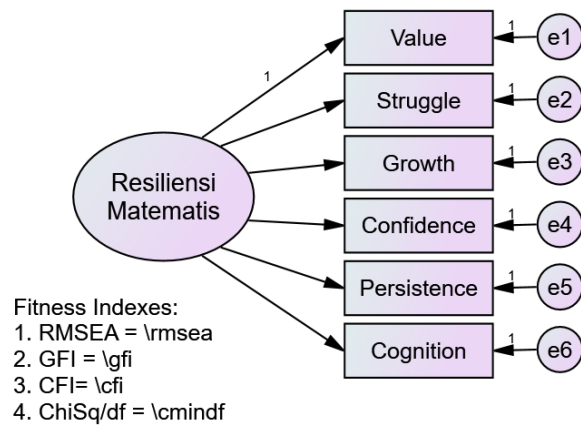 Value
1
e1
Struggle
1
e2
Growth
1
e3
Confidence
1
e4
Persistence
1
e5
Cognition
1
e6
1
Resiliensi
Matematis
Fitness Indexes:
1. RMSEA = \rmsea
2. GFI = \gfi
3. CFI= \cfi
4. ChiSq/df = \cmindf